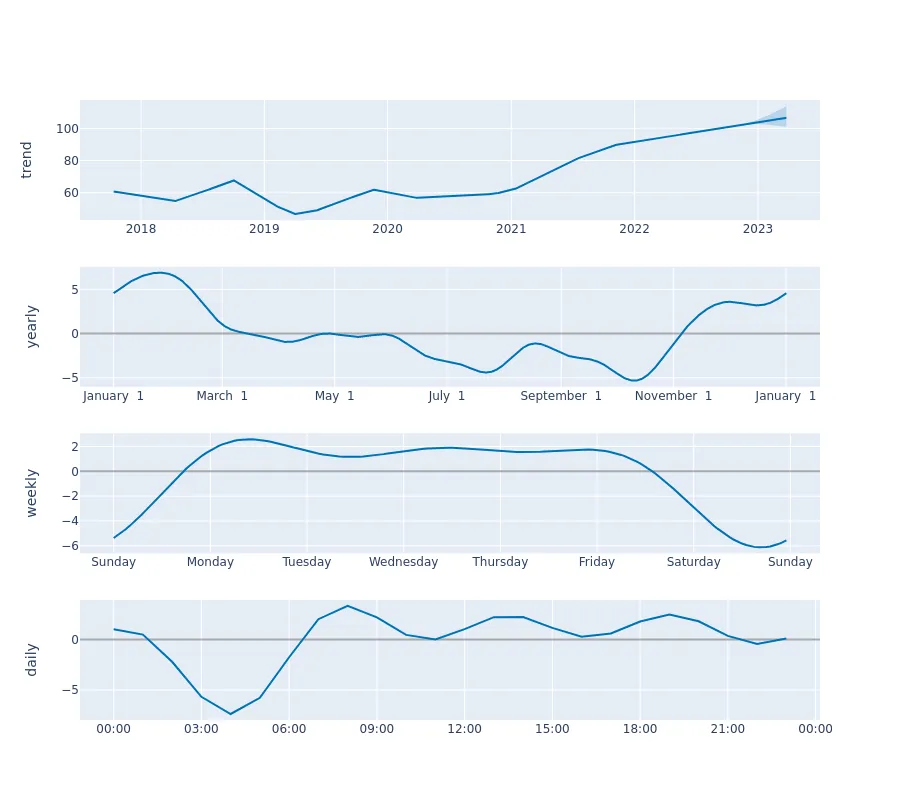 trend
100
80
60
2018 2019 2020 2021 2022 2023
yearly
5
0
−5
January 1 March 1 May 1 July 1 September 1 November 1 January 1
weekly
2
0
−2
−4
−6
Sunday Monday Tuesday Wednesday Thursday Friday Saturday Sunday
daily
0
−5
00:00 03:00 06:00 09:00 12:00 15:00 18:00 21:00 00:00